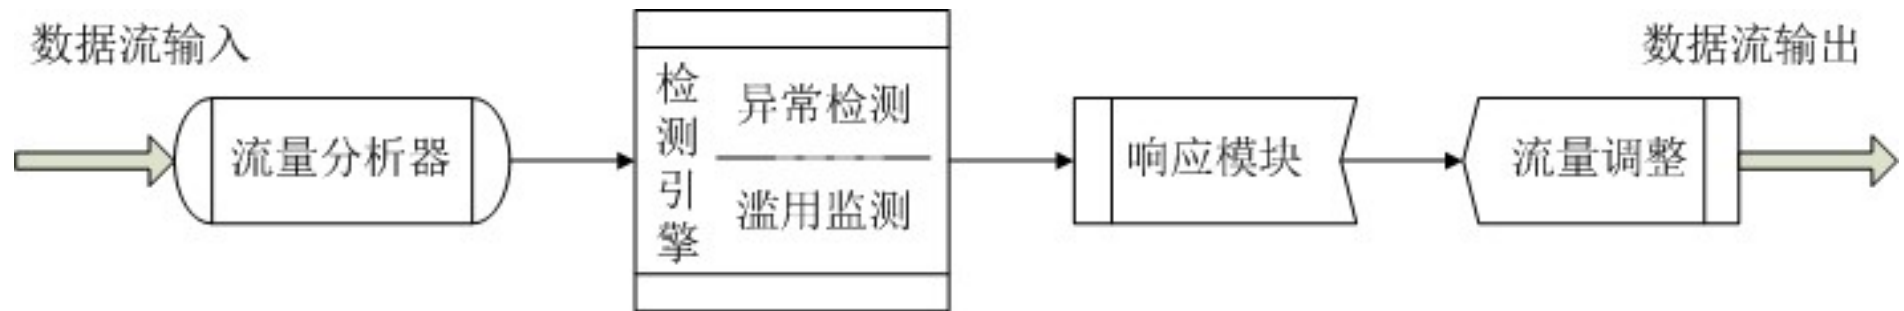 数据流输入
流量分析器
检测引擎
异常检测
滥用监测
响应模块
流量调整
数据流输出